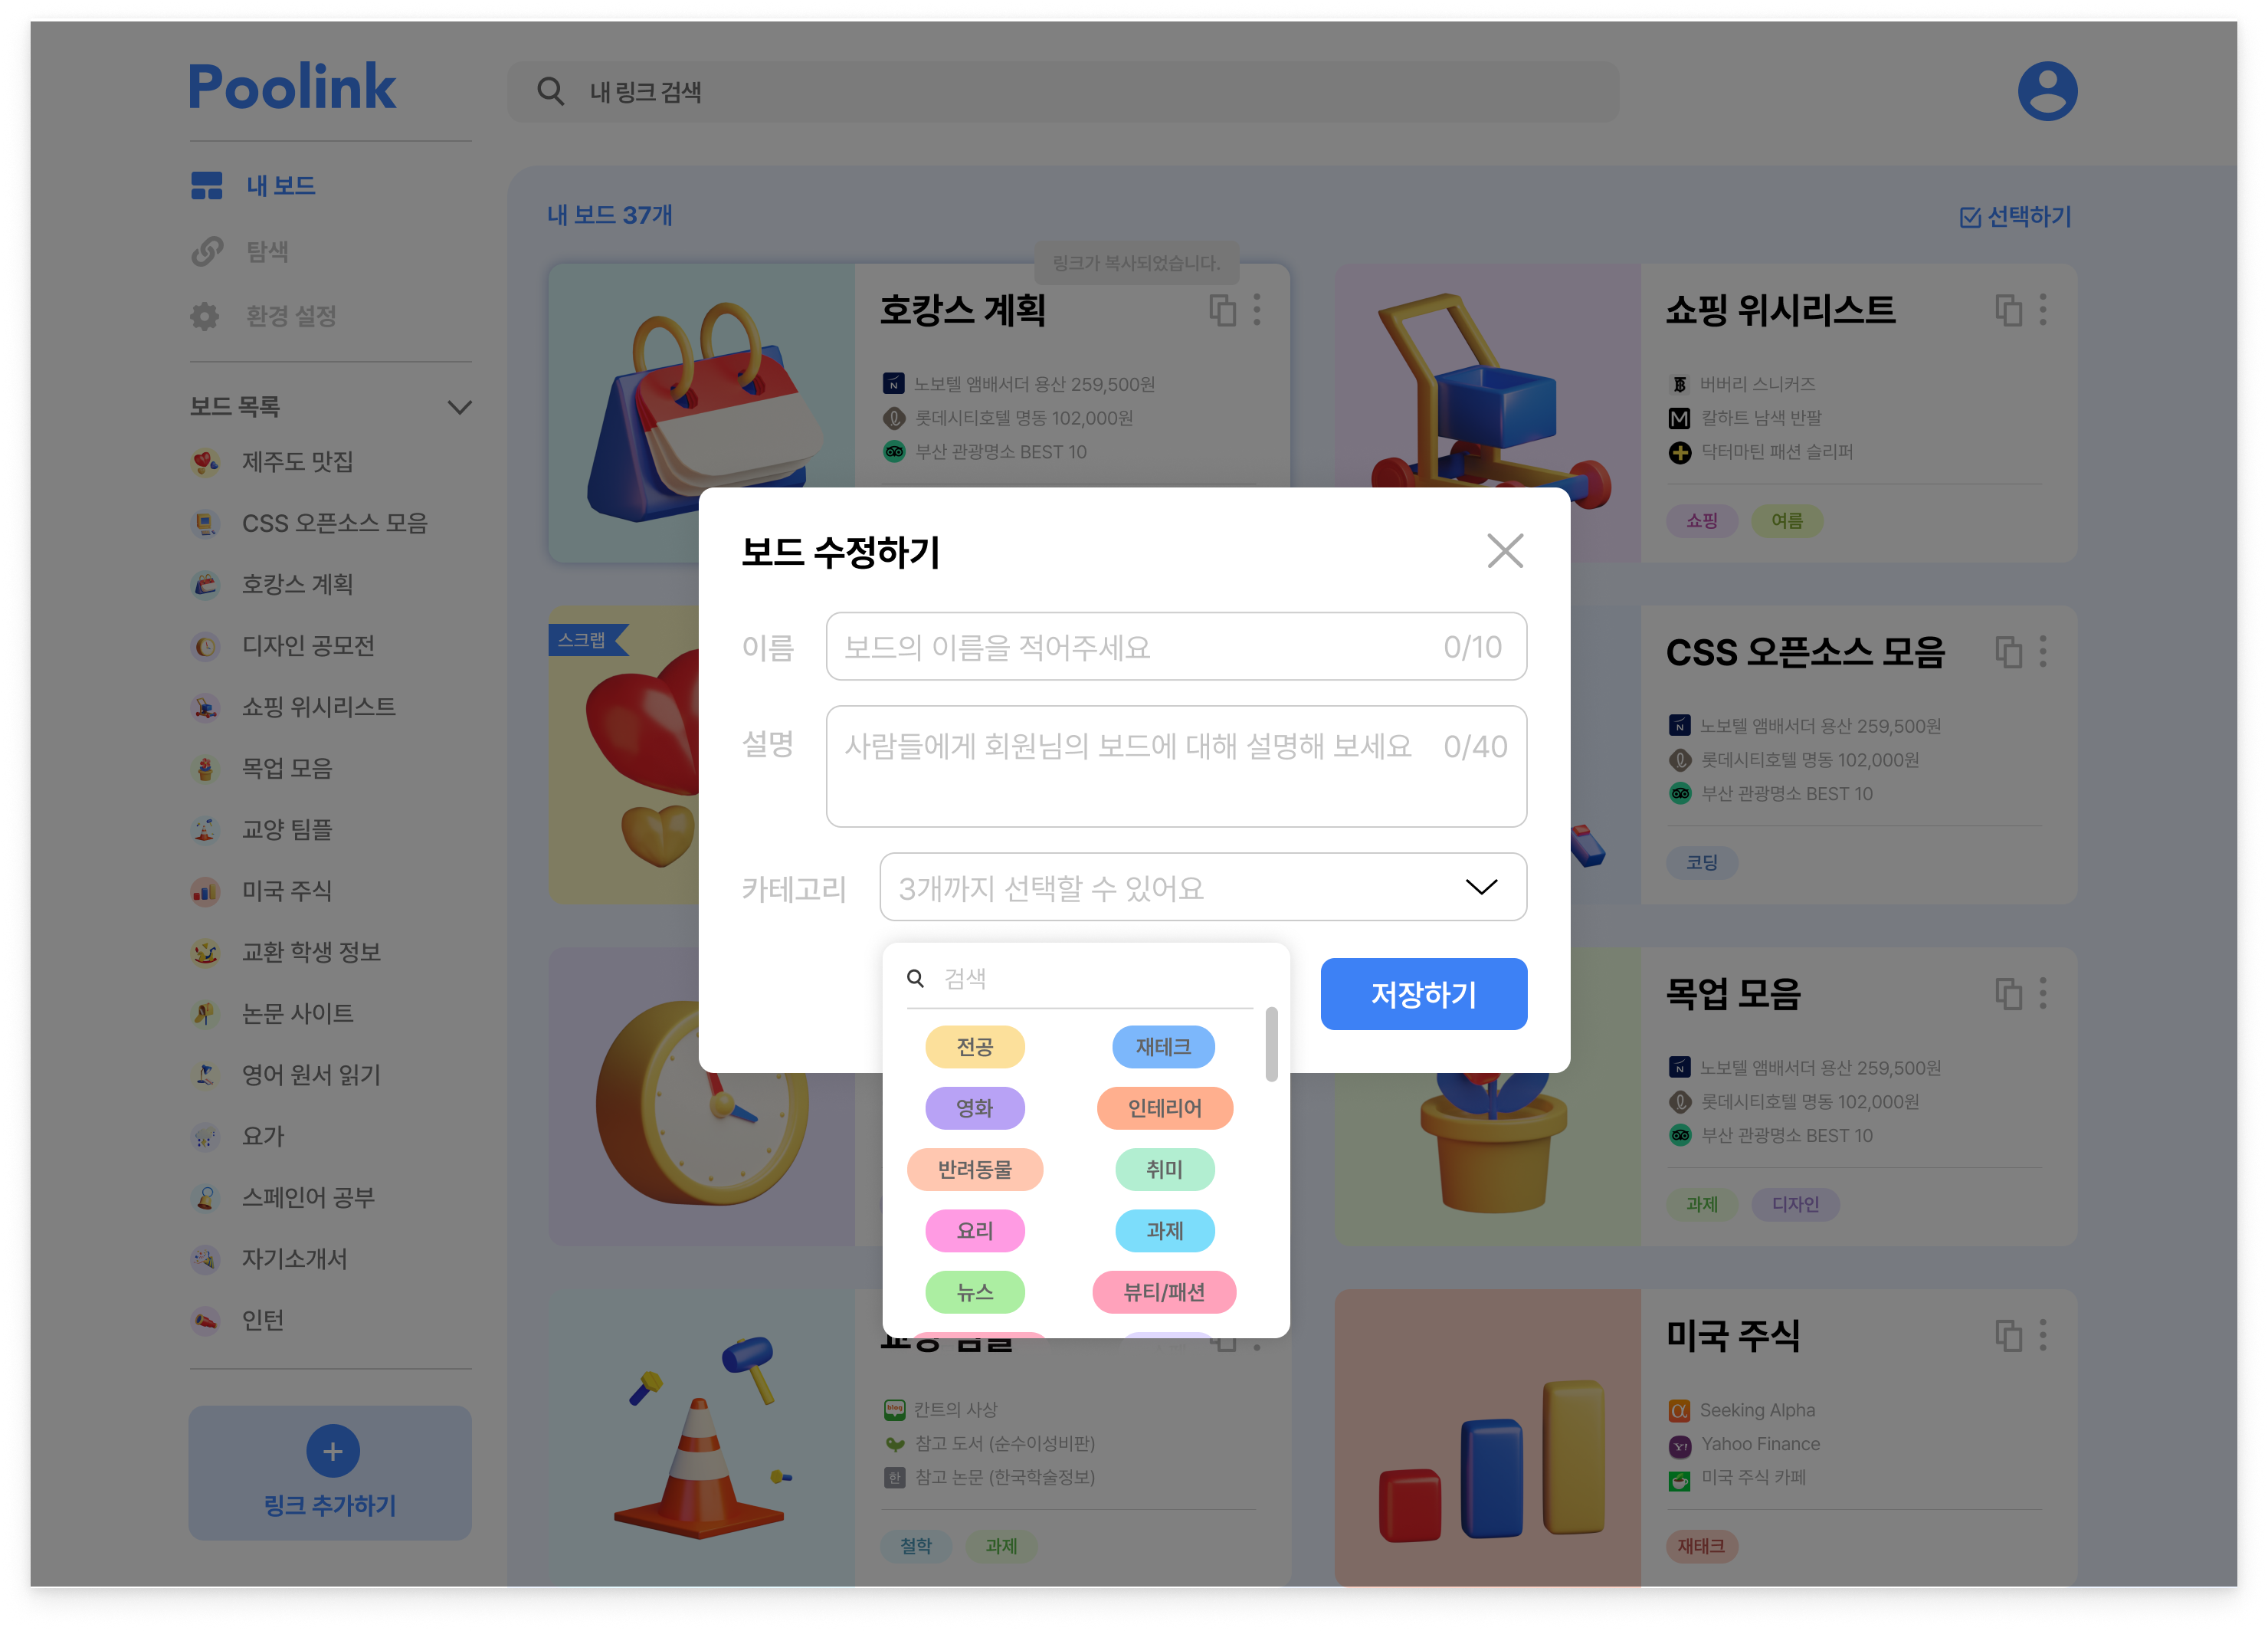 Poolink
내 링크 검색
내 보드
탐색
환경 설정
보드 목록
제주도 맛집
CSS 오픈소스 모음
호캉스 계획
디자인 공모전
쇼핑 위시리스트
목업 모음
교양 팀플
미국 주식
교환 학생 정보
논문 사이트
영어 원서 읽기
요가
스페인어 공부
자기소개서
인턴
링크 추가하기
내 보드 37개
선택하기
링크가 복사되었습니다.
호캉스 계획
노보텔 앰배서더 용산 259,500원
롯데시티호텔 명동 102,000원
부산 관광명소 BEST 10
쇼핑 위시리스트
버버리 스니커즈
칼하트 남색 반팔
닥터마틴 패션 슬리퍼
쇼핑
여름
스크랩
CSS 오픈소스 모음
노보텔 앰배서더 용산 259,500원
롯데시티호텔 명동 102,000원
부산 관광명소 BEST 10
코딩
보드 수정하기
이름
보드의 이름을 적어주세요
0/10
설명
사람들에게 회원님의 보드에 대해 설명해 보세요
0/40
카테고리
3개까지 선택할 수 있어요
저장하기
검색
전공
재테크
영화
인테리어
반려동물
취미
요리
과제
뉴스
뷰티/패션
목업 모음
노보텔 앰배서더 용산 259,500원
롯데시티호텔 명동 102,000원
부산 관광명소 BEST 10
과제
디자인
교양 팀플
칸트의 사상
참고 도서 (순수이성비판)
한
참고 논문 (한국학술정보)
철학
과제
미국 주식
Seeking Alpha
Yahoo Finance
미국 주식 카페
재태크